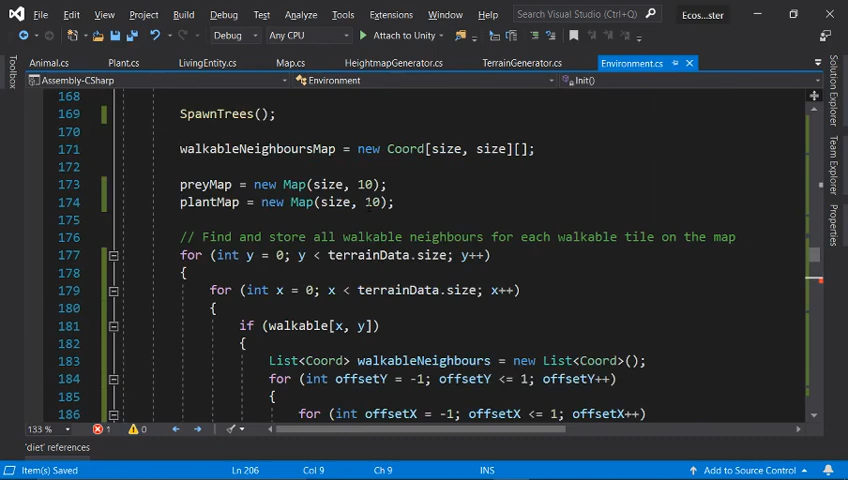 File Edit View Project Build Debug Test Analyze Tools Extensions Window Help Search Visual Studio (Ctrl+Q) Ecos...ster
Debug Any CPU Attach to Unity
Animal.cs Plant.cs LivingEntity.cs Map.cs HeightmapGenerator.cs TerrainGenerator.cs Environment.cs
Toolbox
Assembly-CSharp Environment Init()
Solution Explorer
Team Explorer
Properties
168
169 SpawnTrees();
170
171 walkableNeighboursMap = new Coord[size, size][];
172
173 preyMap = new Map(size, 10);
174 plantMap = new Map(size, 10);
175
176 // Find and store all walkable neighbours for each walkable tile on the map
177 for (int y = 0; y < terrainData.size; y++)
178 {
179 for (int x = 0; x < terrainData.size; x++)
180 {
181 if (walkable[x, y])
182 {
183 List<Coord> walkableNeighbours = new List<Coord>();
184 for (int offsetY = -1; offsetY <= 1; offsetY++)
185 {
186 for (int offsetX = -1; offsetX <= 1; offsetX++)
133 % 1 0
'diet' references
Item(s) Saved Ln 206 Col 9 Ch 9 INS Add to Source Control